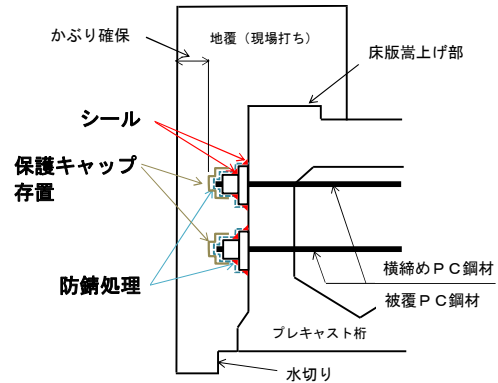 かぶり確保
地覆（現場打ち）
床版嵩上げ部
シール
保護キャップ
存置
防錆処理
横締めＰＣ鋼材
被覆ＰＣ鋼材
プレキャスト桁
水切り